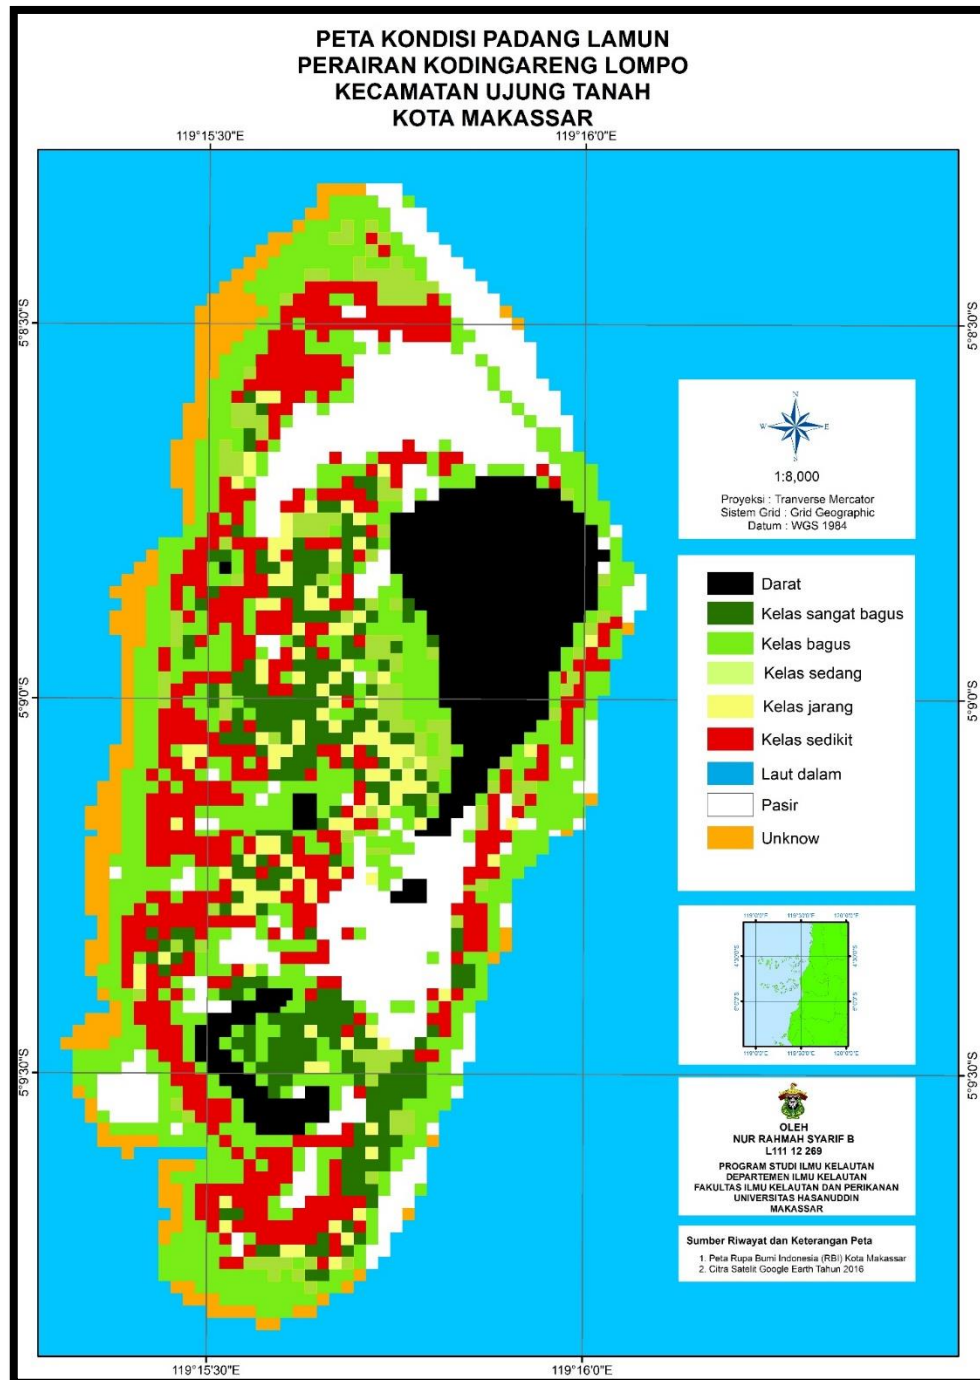 PETA KONDISI PADANG LAMUN
PERAIRAN KODINGARENG LOMPO
KECAMATAN UJUNG TANAH
KOTA MAKASSAR
119°15'30"E
119°16'0"E
5°8'30"S
5°8'30"S
N
W
E
S
1:8,000
Proyeksi : Tranverse Mercator
Sistem Grid : Grid Geographic
Datum : WGS 1984
Darat
Kelas sangat bagus
Kelas bagus
Kelas sedang
Kelas jarang
Kelas sedikit
Laut dalam
Pasir
Unknow
5°9'0"S
5°9'0"S
5°9'30"S
5°9'30"S
OLEH
NUR RAHMAH SYARIF B
L111 12 269
PROGRAM STUDI ILMU KELAUTAN
DEPARTEMEN ILMU KELAUTAN
FAKULTAS ILMU KELAUTAN DAN PERIKANAN
UNIVERSITAS HASANUDDIN
MAKASSAR
Sumber Riwayat dan Keterangan Peta
1. Peta Rupa Bumi Indonesia (RBI) Kota Makassar
2. Citra Satelit Google Earth Tahun 2016
119°15'30"E
119°16'0"E